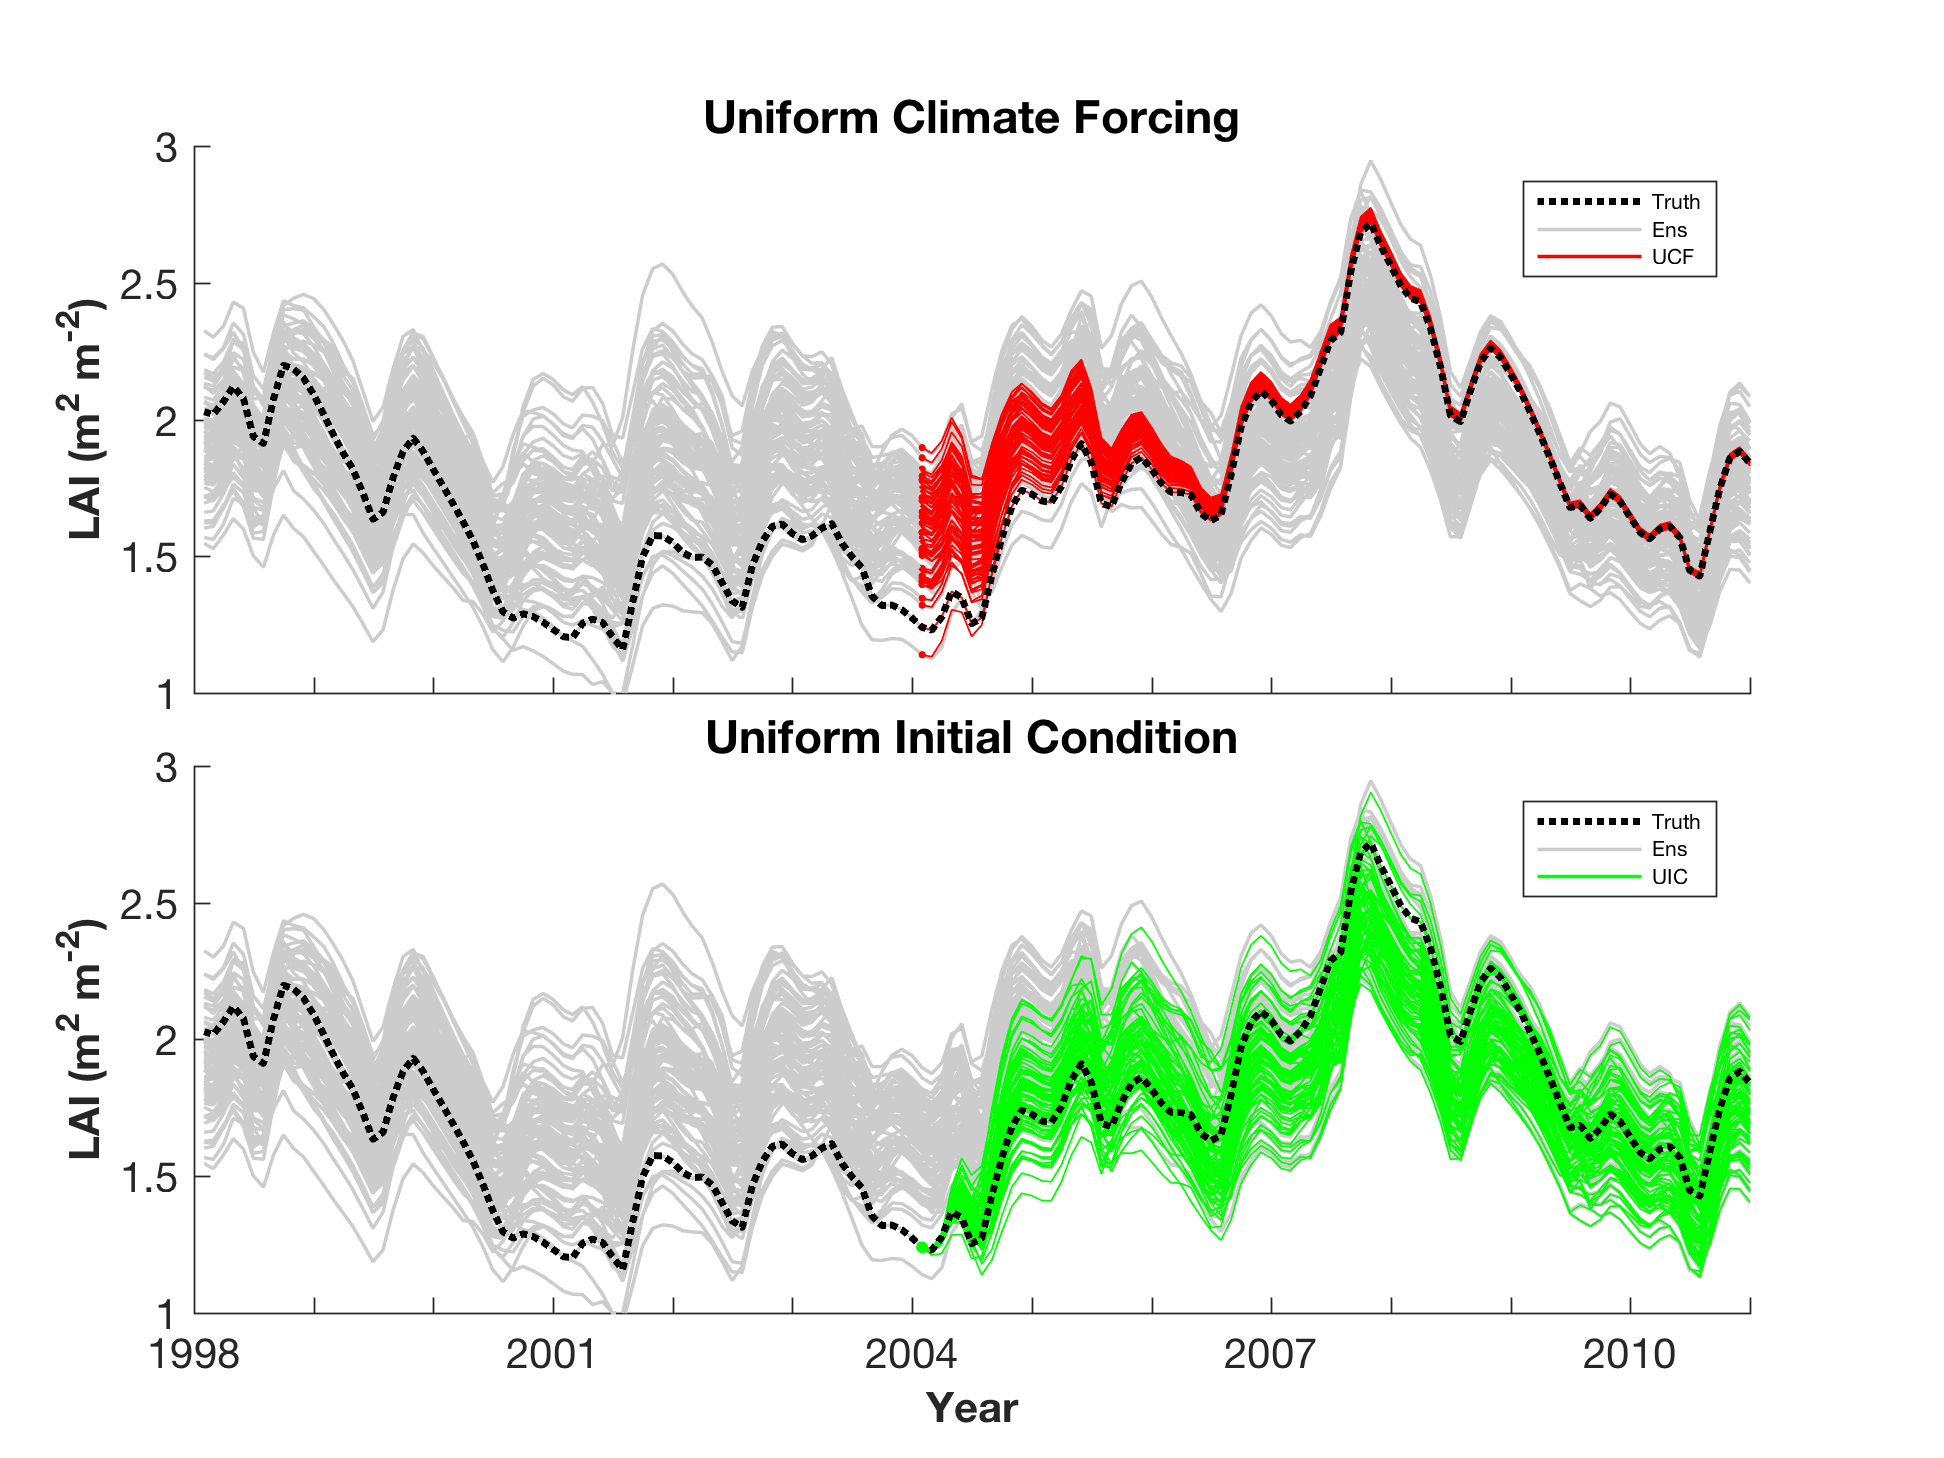 Uniform Climate Forcing
3
2.5
2
1.5
1
LAI (m2 m-2)
Truth
Ens
UCF
Uniform Initial Condition
3
2.5
2
1.5
1
LAI (m2 m-2)
Truth
Ens
UIC
1998 2001 2004 2007 2010
Year